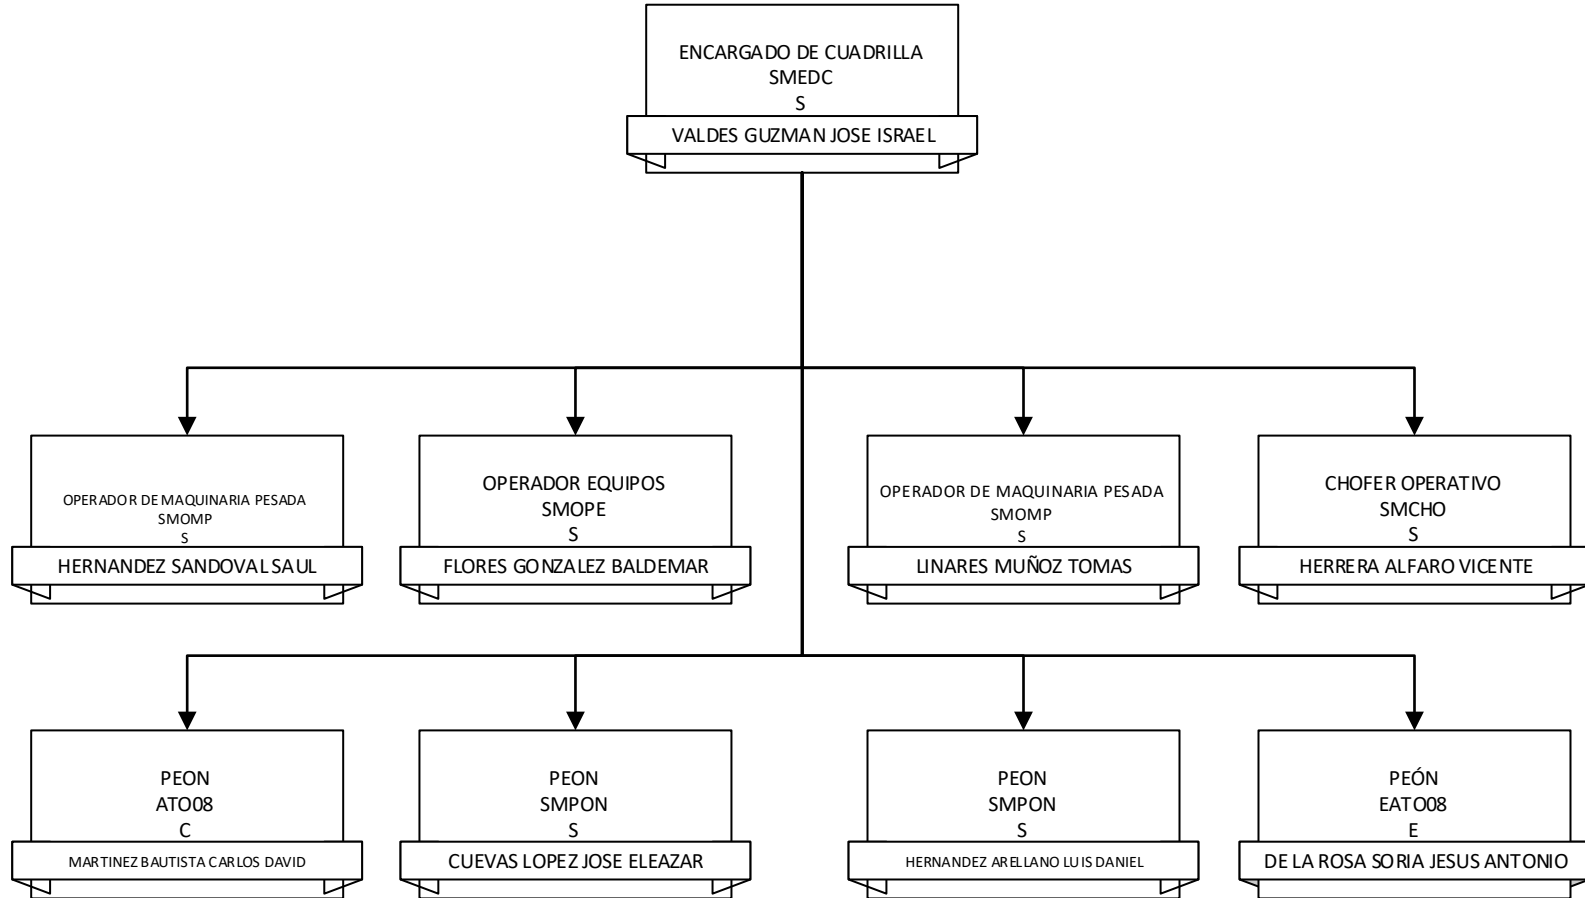 ENCARGADO DE CUADRILLA
SMEDC
S
VALDES GUZMAN JOSE ISRAEL
OPERADOR DE MAQUINARIA PESADA
SMOMP
S
HERNANDEZ SANDOVAL SAUL
OPERADOR EQUIPOS
SMOPE
S
FLORES GONZALEZ BALDEMAR
OPERADOR DE MAQUINARIA PESADA
SMOMP
S
LINARES MUÑOZ TOMAS
CHOFER OPERATIVO
SMCHO
S
HERRERA ALFARO VICENTE
PEON
ATO08
C
MARTINEZ BAUTISTA CARLOS DAVID
PEON
SMPON
S
CUEVAS LOPEZ JOSE ELEAZAR
PEON
SMPON
S
HERNANDEZ ARELLANO LUIS DANIEL
PEÓN
EATO08
E
DE LA ROSA SORIA JESUS ANTONIO